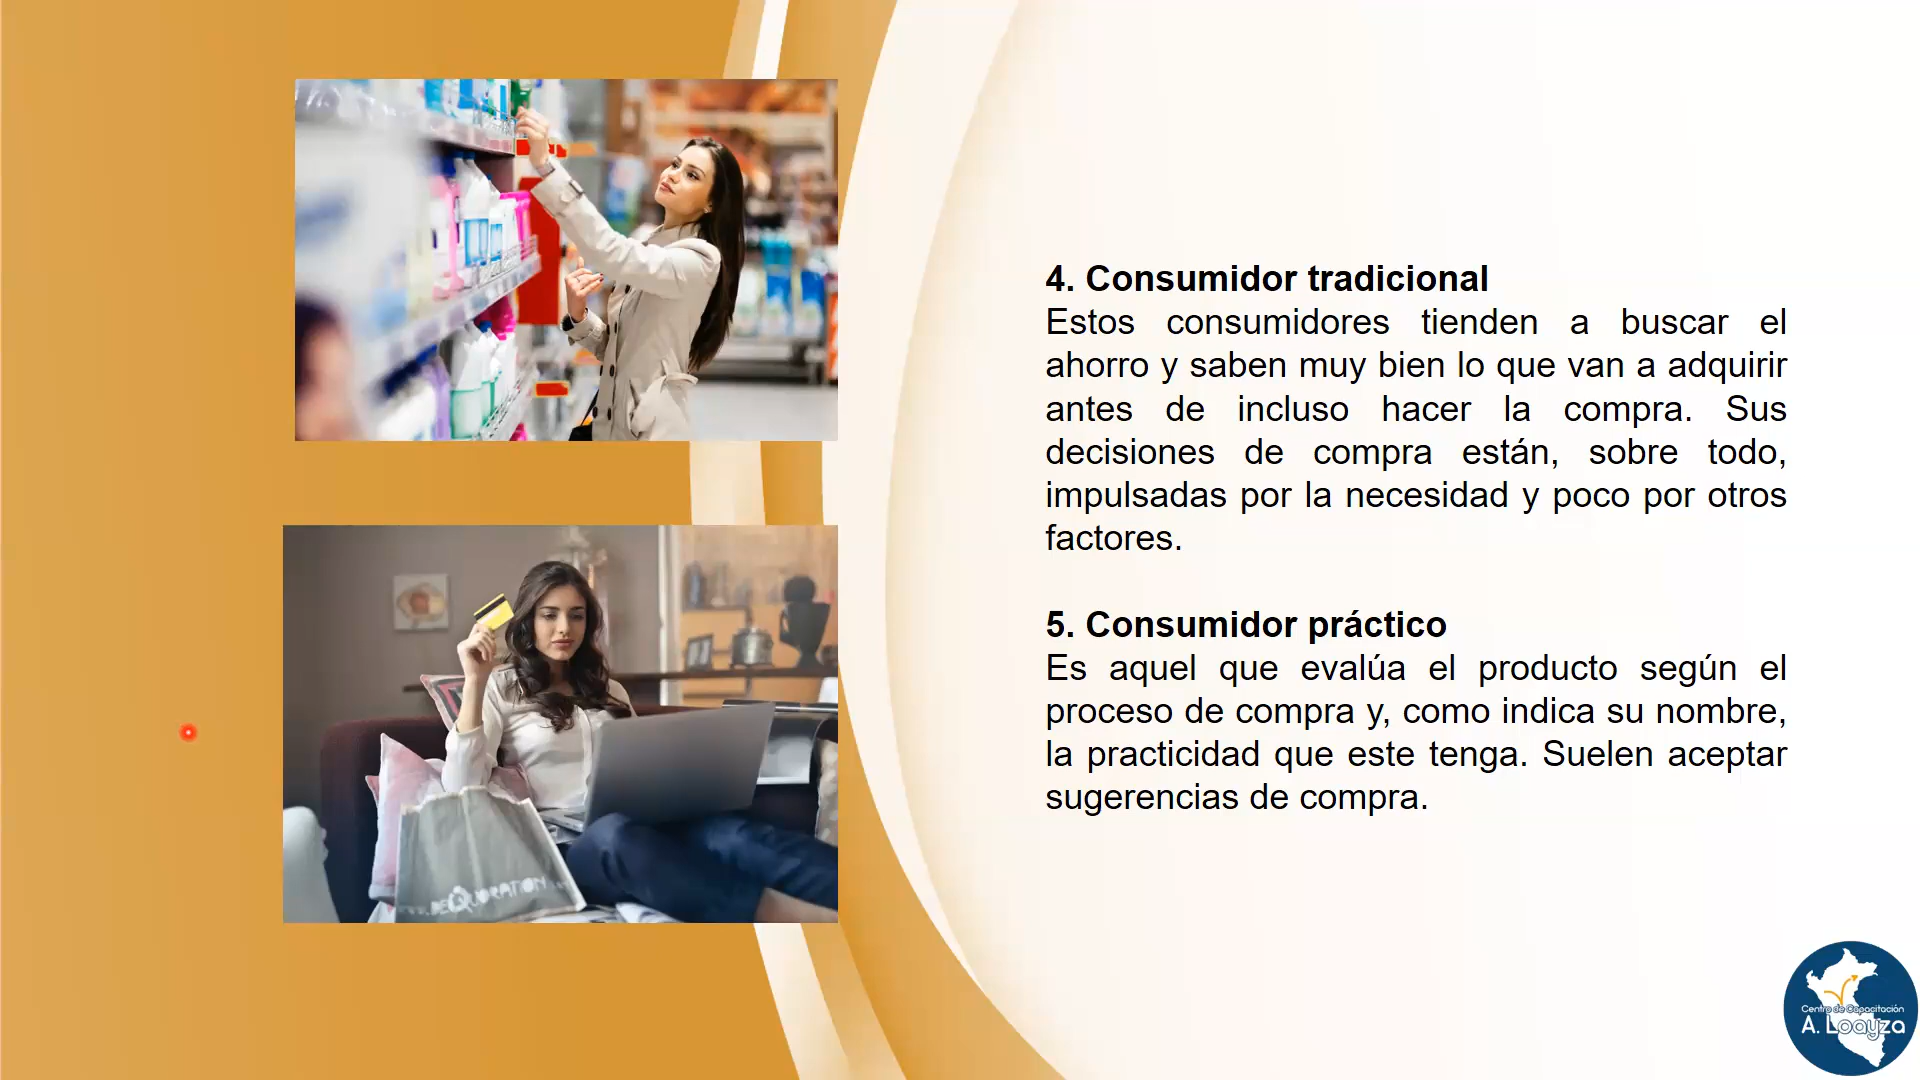 4. Consumidor tradicional
Estos consumidores tienden a buscar el
ahorro y saben muy bien lo que van a adquirir
antes de incluso hacer la compra. Sus
decisiones de compra están, sobre todo,
impulsadas por la necesidad y poco por otros
factores.
5. Consumidor práctico
Es aquel que evalúa el producto según el
proceso de compra y, como indica su nombre,
la practicidad que este tenga. Suelen aceptar
sugerencias de compra.
Centro de Capacitación
A. Loayza